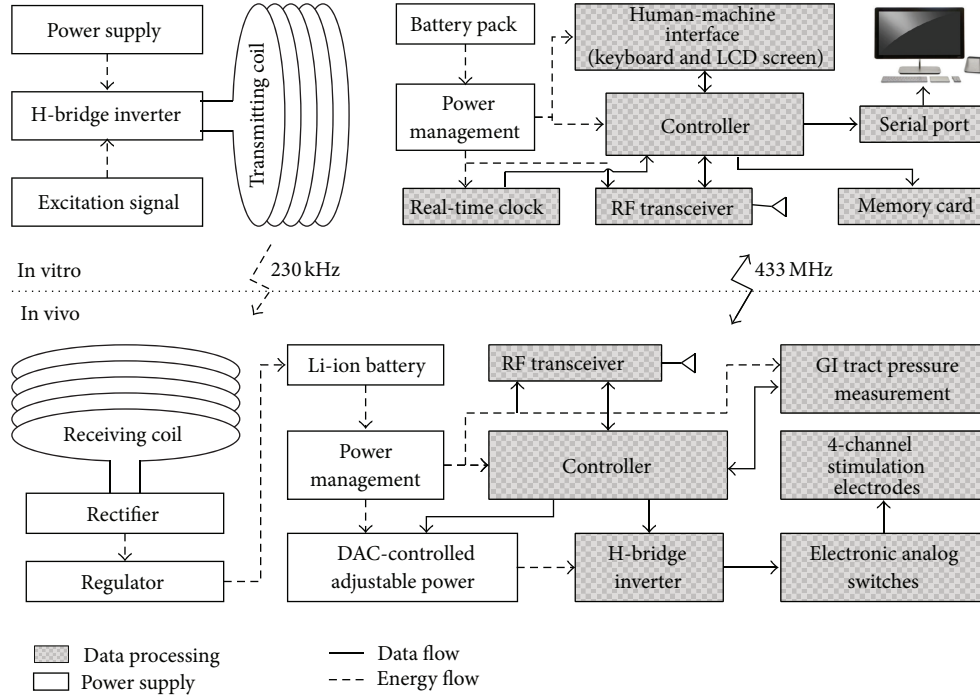 Power supply
H-bridge inverter
Excitation signal
Transmitting coil
Battery pack
Power
management
Human-machine
interface
(keyboard and LCD screen)
Controller
Serial port
Real-time clock
RF transceiver
Memory card
In vitro
230 kHz
433 MHz
In vivo
Receiving coil
Rectifier
Regulator
Li-ion battery
Power
management
DAC-controlled
adjustable power
RF transceiver
Controller
H-bridge
inverter
GI tract pressure
measurement
4-channel
stimulation
electrodes
Electronic analog
switches
Data processing
Power supply
Data flow
Energy flow